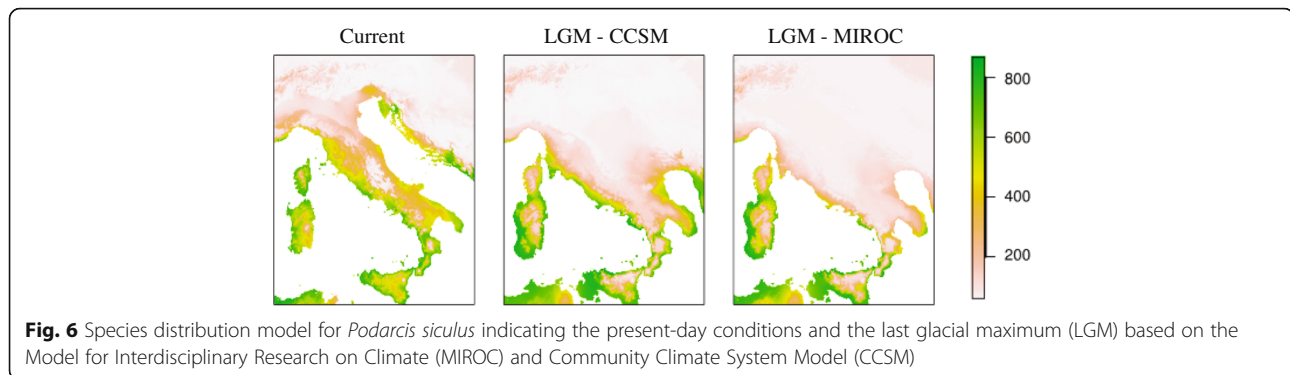 Current LGM - CCSM LGM - MIROC
800
600
400
200
Fig. 6 Species distribution model for Podarcis siculus indicating the present-day conditions and the last glacial maximum (LGM) based on the
Model for Interdisciplinary Research on Climate (MIROC) and Community Climate System Model (CCSM)